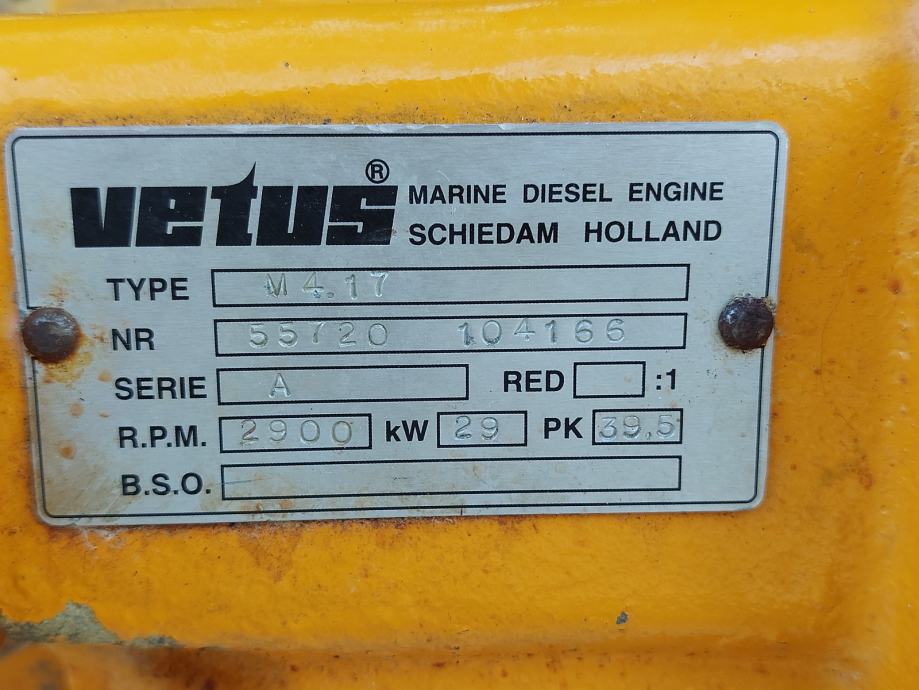 vetus® MARINE DIESEL ENGINE
SCHIEDAM HOLLAND
TYPE M4.17
NR 55720 104166
SERIE A RED :1
R.P.M. 2900 kW 29 PK 39,5
B.S.O.